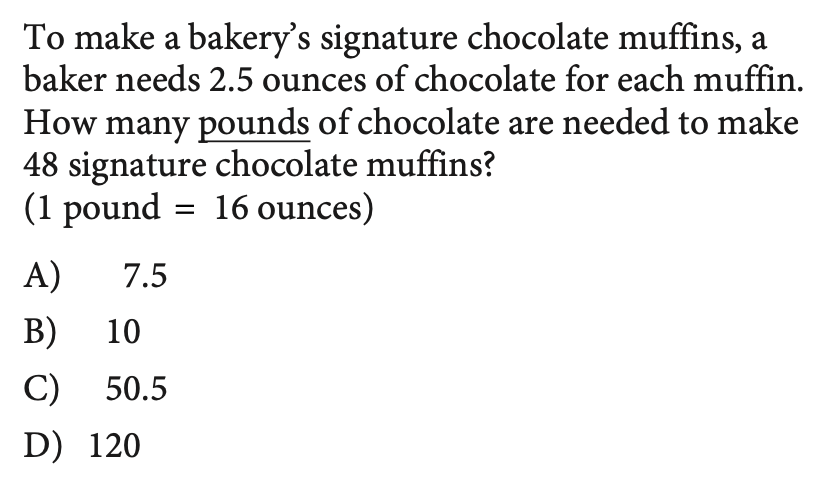 To make a bakery’s signature chocolate muffins, a
baker needs 2.5 ounces of chocolate for each muffin.
How many pounds of chocolate are needed to make
48 signature chocolate muffins?
(1 pound = 16 ounces)
A) 7.5
B) 10
C) 50.5
D) 120